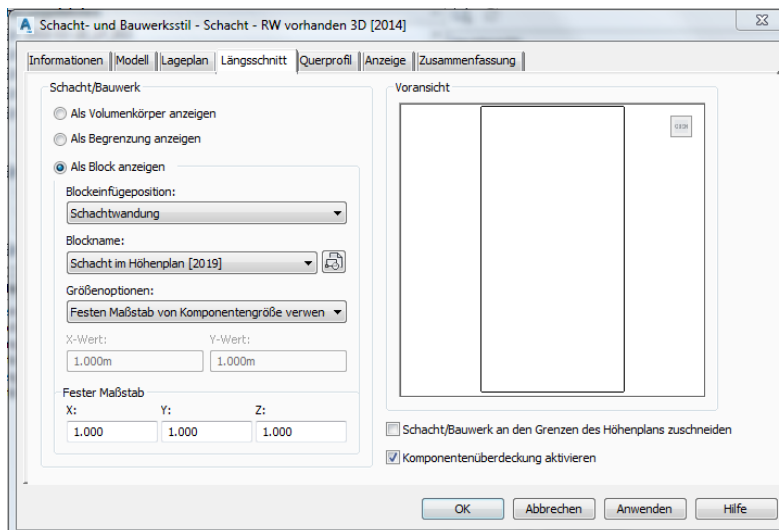 Schacht- und Bauwerksstil - Schacht - RW vorhanden 3D [2014]
Informationen Modell Lageplan Längsschnitt Querprofil Anzeige Zusammenfassung
Schacht/Bauwerk
Als Volumenkörper anzeigen
Als Begrenzung anzeigen
Als Block anzeigen
Blockeinfügeposition:
Schachtwandung
Blockname:
Schacht im Höhenplan [2019]
Größenoptionen:
Festen Maßstab von Komponentengröße verwen
X-Wert: Y-Wert:
1.000m 1.000m
Fester Maßstab
X: Y: Z:
1.000 1.000 1.000
Voransicht
Schacht/Bauwerk an den Grenzen des Höhenplans zuschneiden
Komponentenüberdeckung aktivieren
OK Abbrechen Anwenden Hilfe